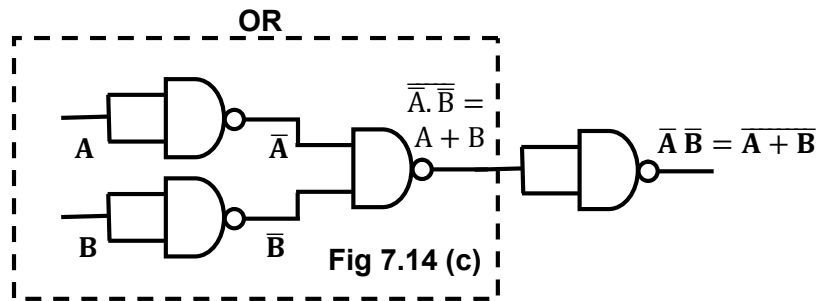 OR
A̅̅.̅ ̅B̅̅ =
A + B
A
A̅
A̅ B̅ = A̅ ̅+̅ ̅B̅
B
B̅
Fig 7.14 (c)